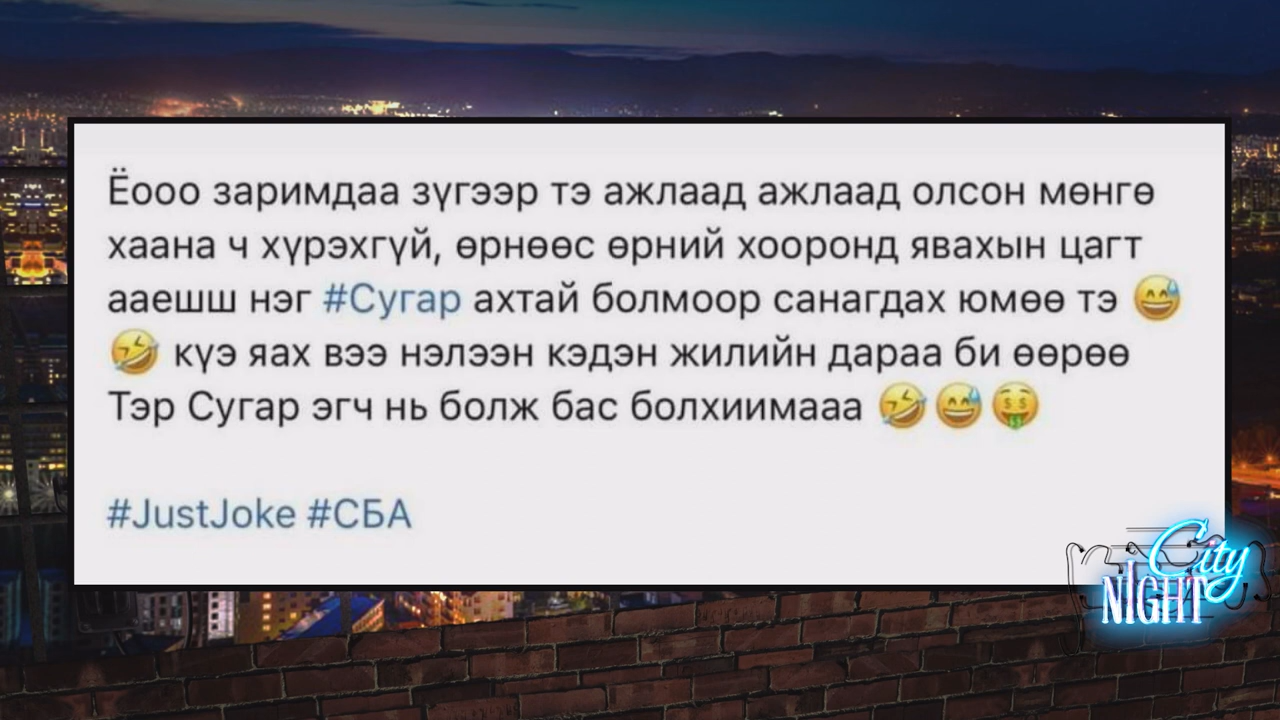 Ёооо заримдаа зүгээр тэ ажлаад ажлаад олсон мөнгө
хаана ч хүрэхгүй, өрнөөс өрний хооронд явахын цагт
ааешш нэг #Сугар ахтай болмоор санагдах юмөө тэ 😅
🤣 күэ яах вээ нэлээн кэдэн жилийн дараа би өөрөө
Тэр Сугар эгч нь болж бас болхиимааа 🤣😅🤑
#JustJoke #СБА
City
NIGHT